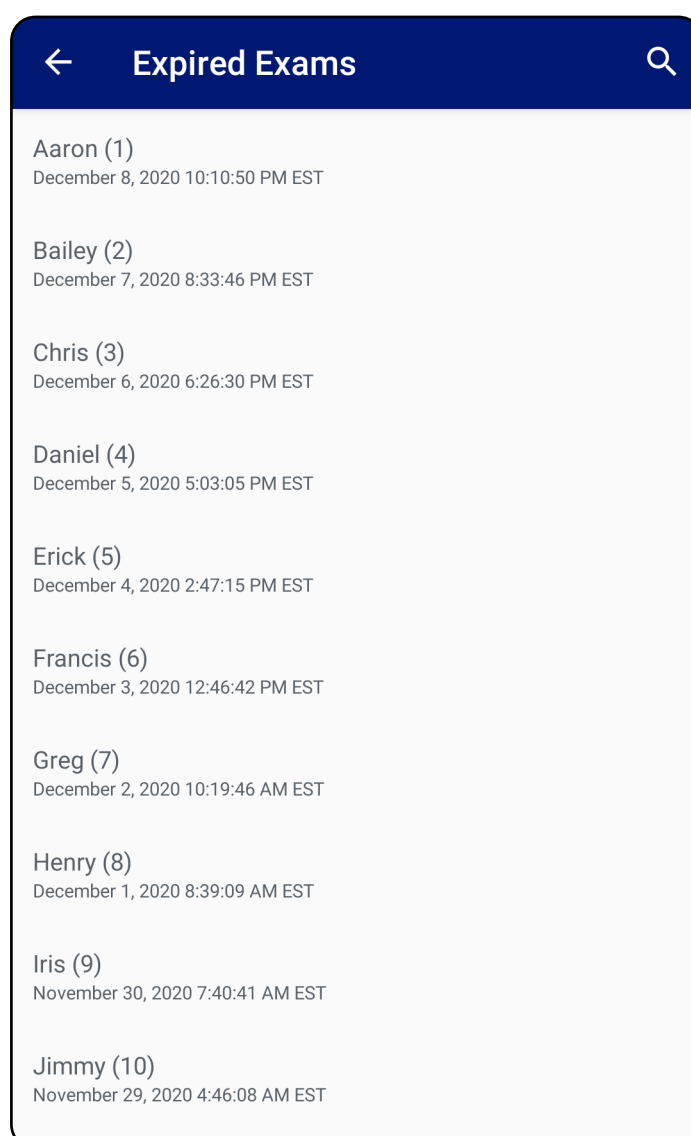 Expired Exams
Aaron (1)
December 8, 2020 10:10:50 PM EST
Bailey (2)
December 7, 2020 8:33:46 PM EST
Chris (3)
December 6, 2020 6:26:30 PM EST
Daniel (4)
December 5, 2020 5:03:05 PM EST
Erick (5)
December 4, 2020 2:47:15 PM EST
Francis (6)
December 3, 2020 12:46:42 PM EST
Greg (7)
December 2, 2020 10:19:46 AM EST
Henry (8)
December 1, 2020 8:39:09 AM EST
Iris (9)
November 30, 2020 7:40:41 AM EST
Jimmy (10)
November 29, 2020 4:46:08 AM EST